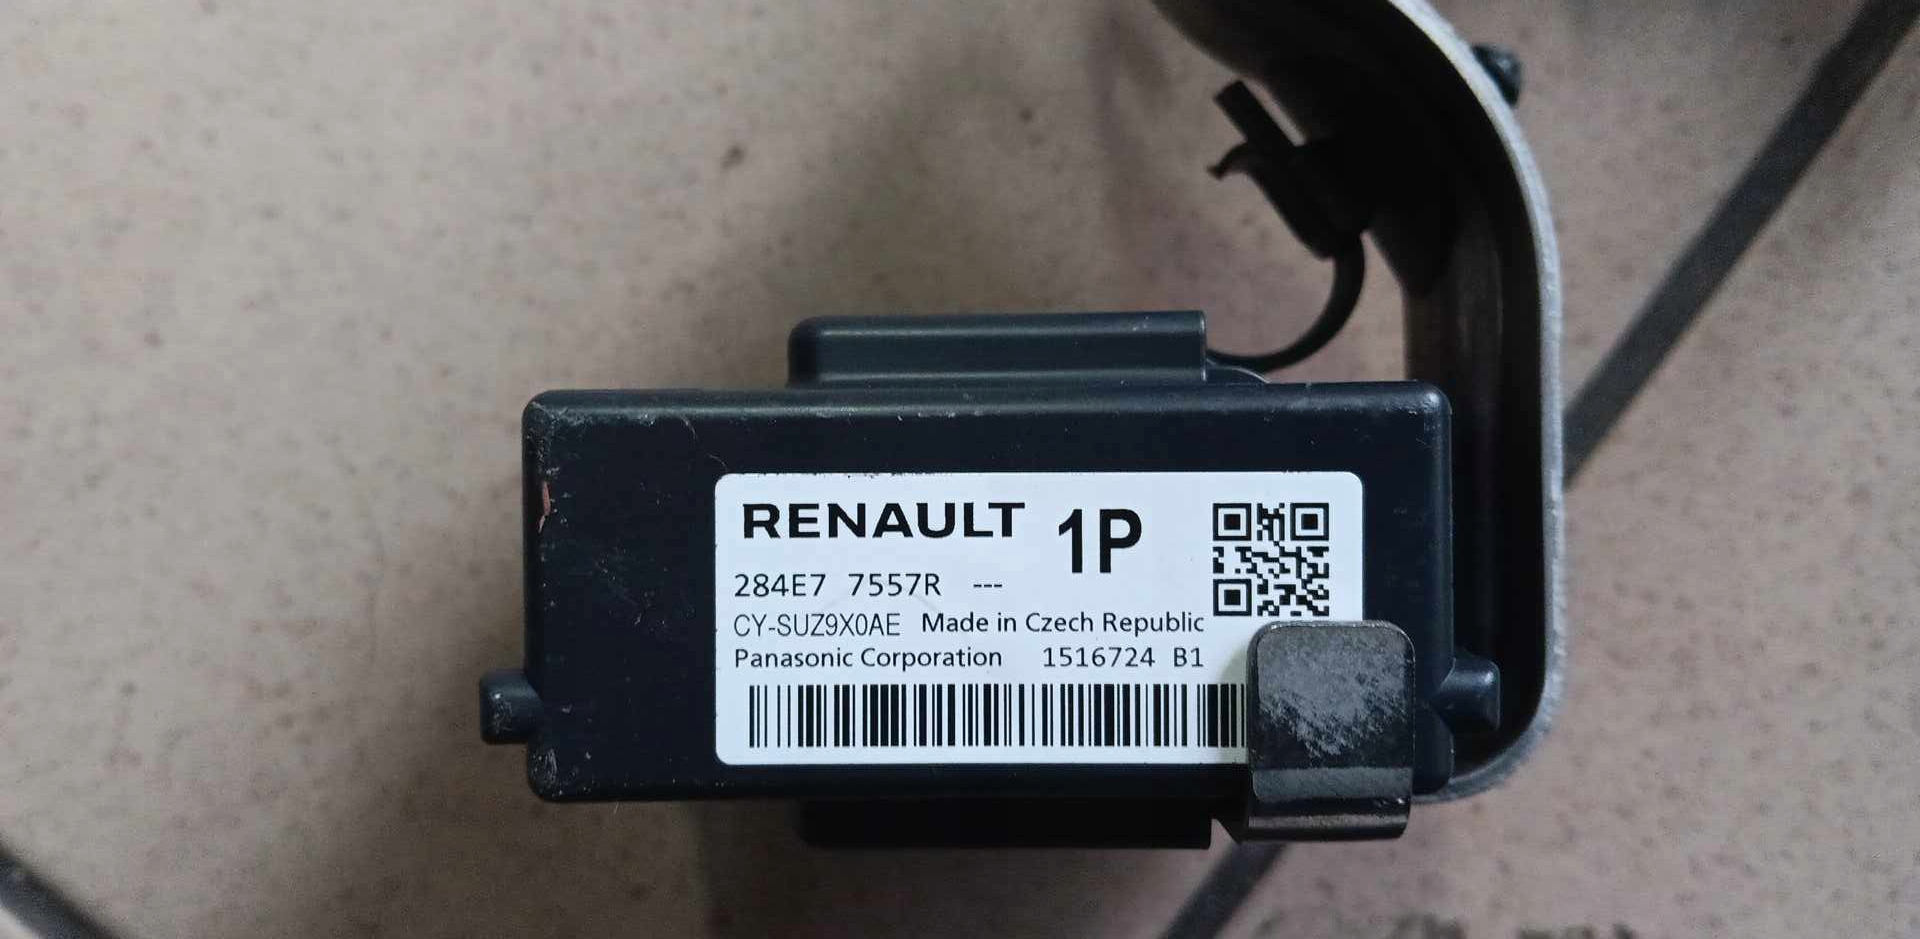 RENAULT 1P
284E7 7557R ---
CY-SUZ9X0AE Made in Czech Republic
Panasonic Corporation 1516724 B1